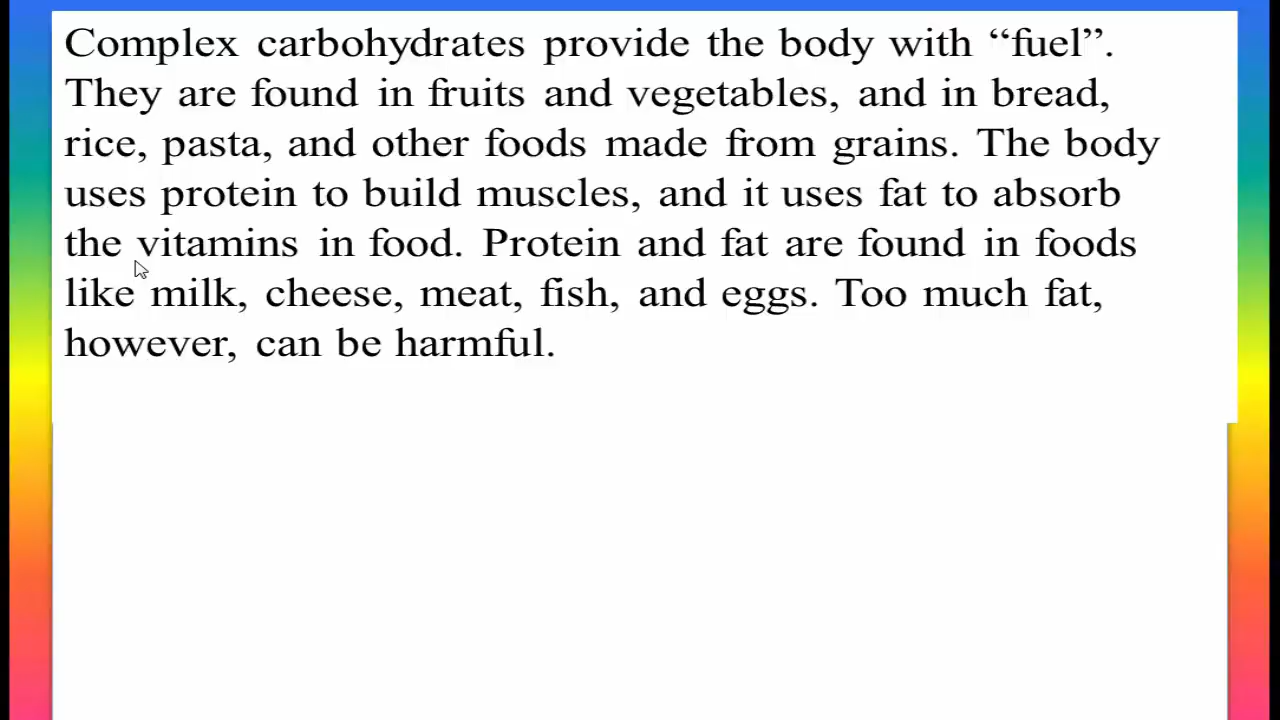 Complex carbohydrates provide the body with “fuel”.
They are found in fruits and vegetables, and in bread,
rice, pasta, and other foods made from grains. The body
uses protein to build muscles, and it uses fat to absorb
the vitamins in food. Protein and fat are found in foods
like milk, cheese, meat, fish, and eggs. Too much fat,
however, can be harmful.